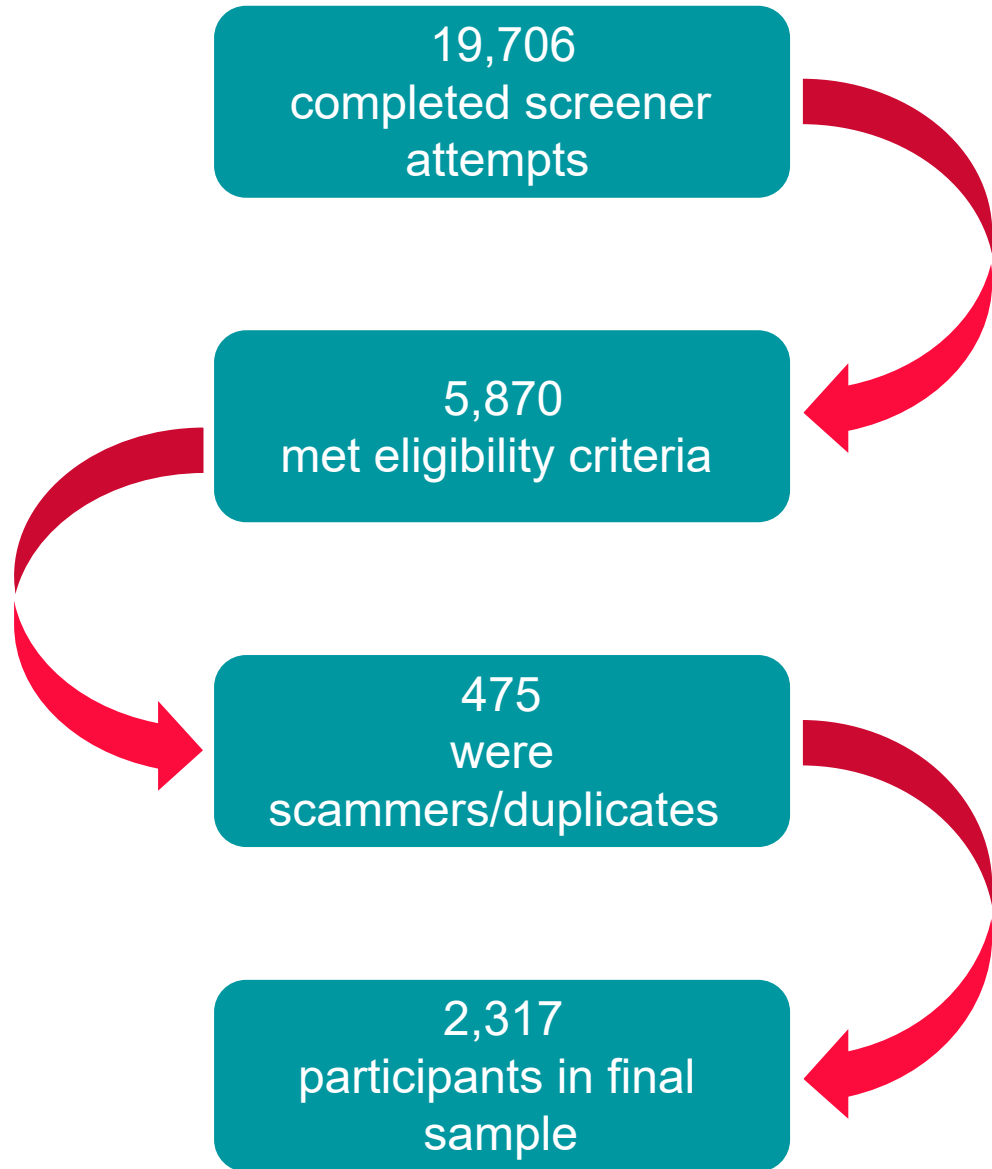 19,706
completed screener
attempts
5,870
met eligibility criteria
475
were
scammers/duplicates
2,317
participants in final
sample